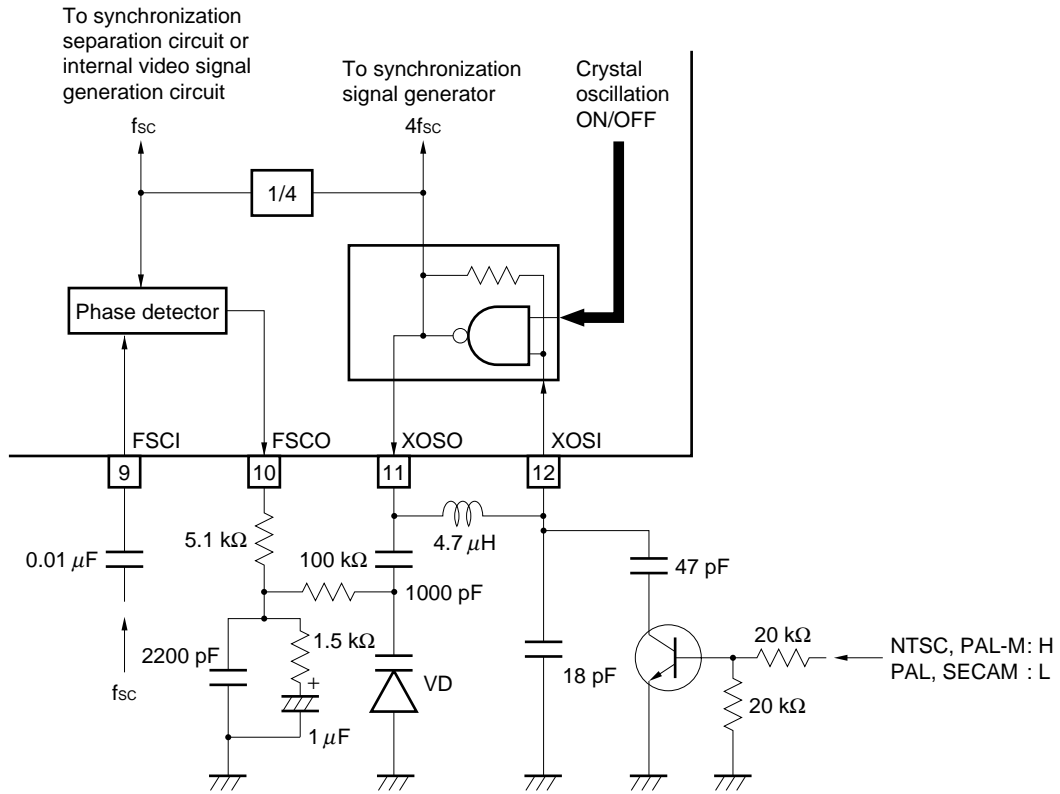 To synchronization
separation circuit or
internal video signal
generation circuit
To synchronization
signal generator
Crystal
oscillation
ON/OFF
fSC
4fSC
1/4
Phase detector
FSCI
FSCO
XOSO
XOSI
9
10
11
12
5.1 kΩ
4.7 μH
0.01 μF
100 kΩ
47 pF
1000 pF
1.5 kΩ
20 kΩ
NTSC, PAL-M: H
PAL, SECAM : L
2200 pF
+
VD
18 pF
fSC
20 kΩ
1 μF